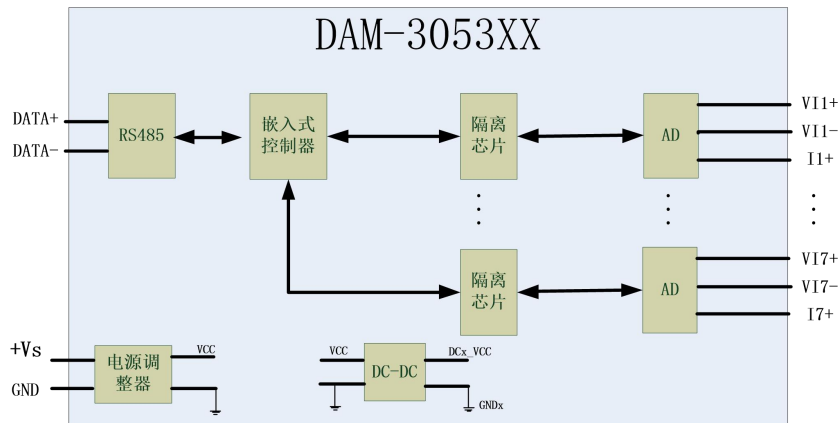 DAM-3053XX
DATA+
DATA-
RS485
嵌入式
控制器
隔离
芯片
AD
VI1+
VI1-
I1+
隔离
芯片
AD
VI7+
VI7-
I7+
+Vs
GND
电源调
整器
VCC
VCC
DC-DC
DCx_VCC
GNDx